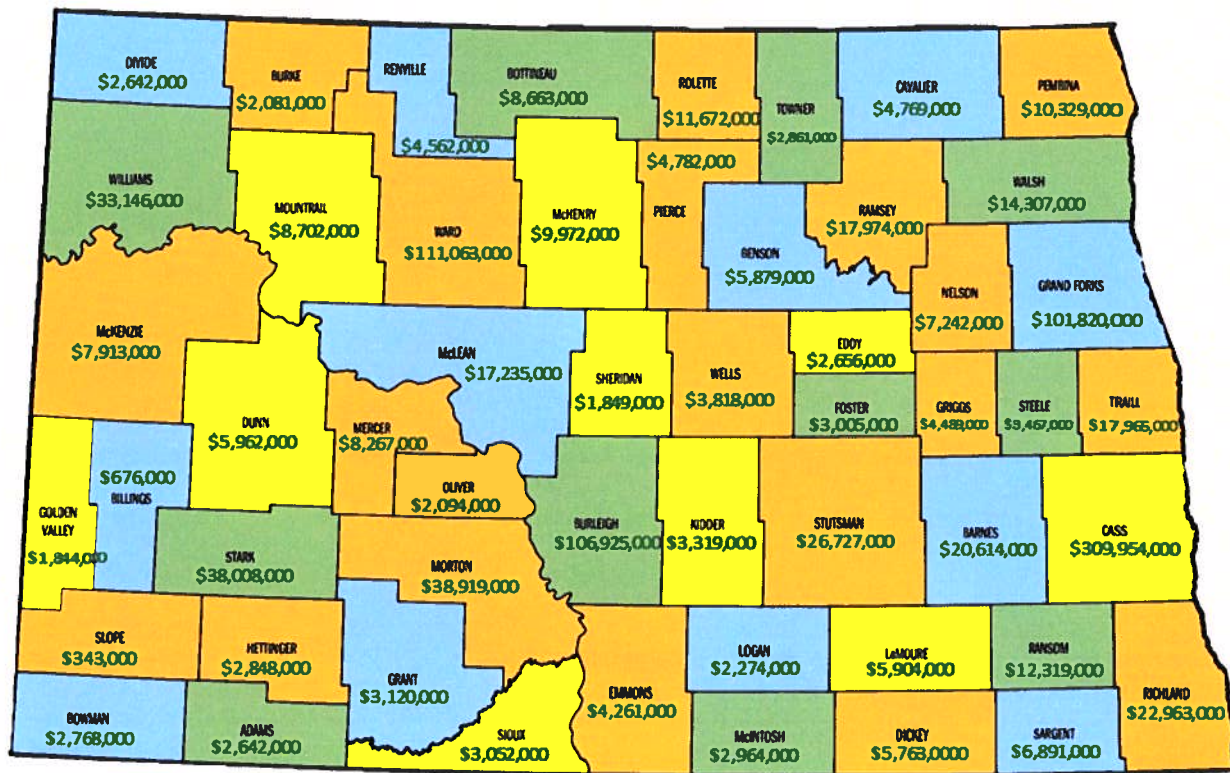 DIVIDE
$2,642,000
BURKE
$2,081,000
RENVILLE
$4,562,000
BOTTINEAU
$8,663,000
ROLETTE
$11,672,000
TOWNER
$2,861,000
CAVALIER
$4,769,000
PEMBINA
$10,329,000
WILLIAMS
$33,146,000
MOUNTRAIL
$8,702,000
WARD
$111,063,000
McHENRY
$9,972,000
$4,782,000
PIERCE
BENSON
$5,879,000
RAMSEY
$17,974,000
WALSH
$14,307,000
NELSON
$7,242,000
GRAND FORKS
$101,820,000
McKENZIE
$7,913,000
DUNN
$5,962,000
McLEAN
$17,235,000
MERCER
$8,267,000
OLIVER
$2,094,000
SHERIDAN
$1,849,000
WELLS
$3,818,000
EDDY
$2,656,000
FOSTER
$3,005,000
GRIGGS
$4,489,000
STEELE
$3,467,000
TRAILL
$17,965,000
GOLDEN
VALLEY
$1,844,000
$676,000
BILLINGS
STARK
$38,008,000
MORTON
$38,919,000
BURLEIGH
$106,925,000
KIDDER
$3,319,000
STUTSMAN
$26,727,000
BARNES
$20,614,000
CASS
$309,954,000
SLOPE
$343,000
HETTINGER
$2,848,000
GRANT
$3,120,000
BOWMAN
$2,768,000
ADAMS
$2,642,000
SIOUX
$3,052,000
EMMONS
$4,261,000
LOGAN
$2,274,000
LaMOURE
$5,904,000
RANSOM
$12,319,000
RICHLAND
$22,963,000
McINTOSH
$2,964,000
DICKEY
$5,763,0000
SARGENT
$6,891,000